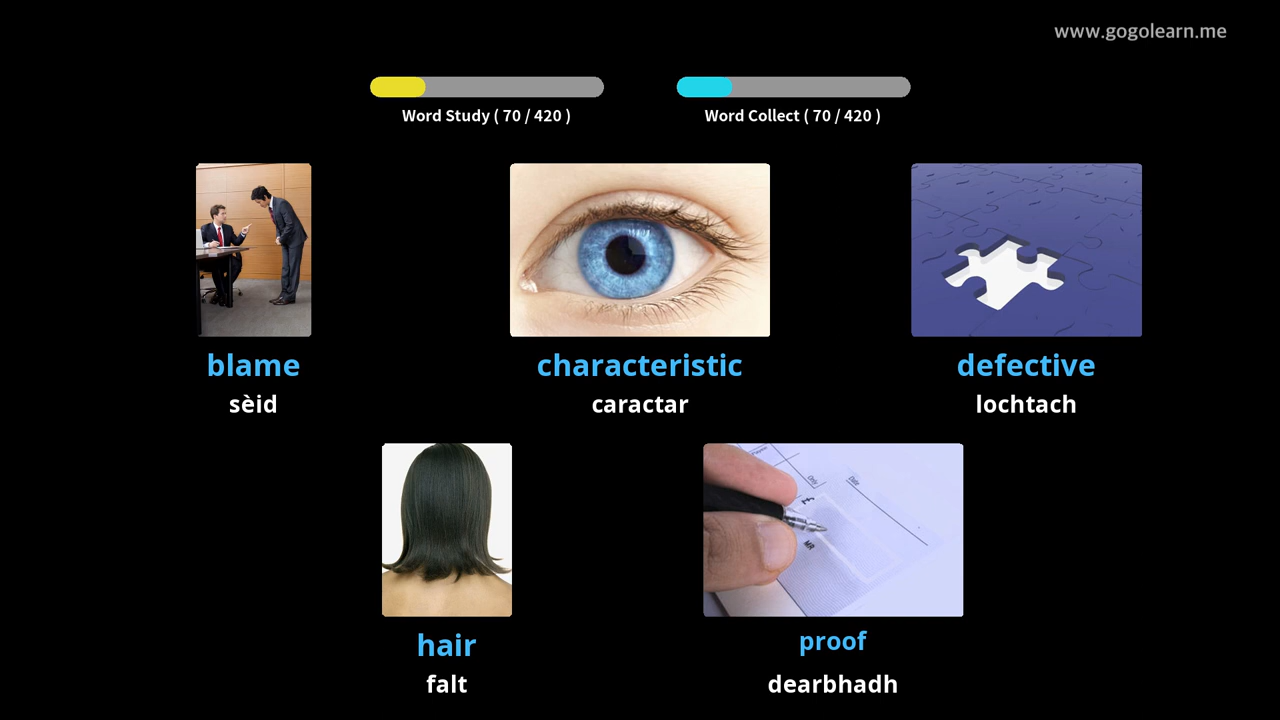 www.gogolearn.me
Word Study ( 70 / 420 )
Word Collect ( 70 / 420 )
blame
sèid
characteristic
caractar
defective
lochtach
hair
falt
proof
dearbhadh
MR